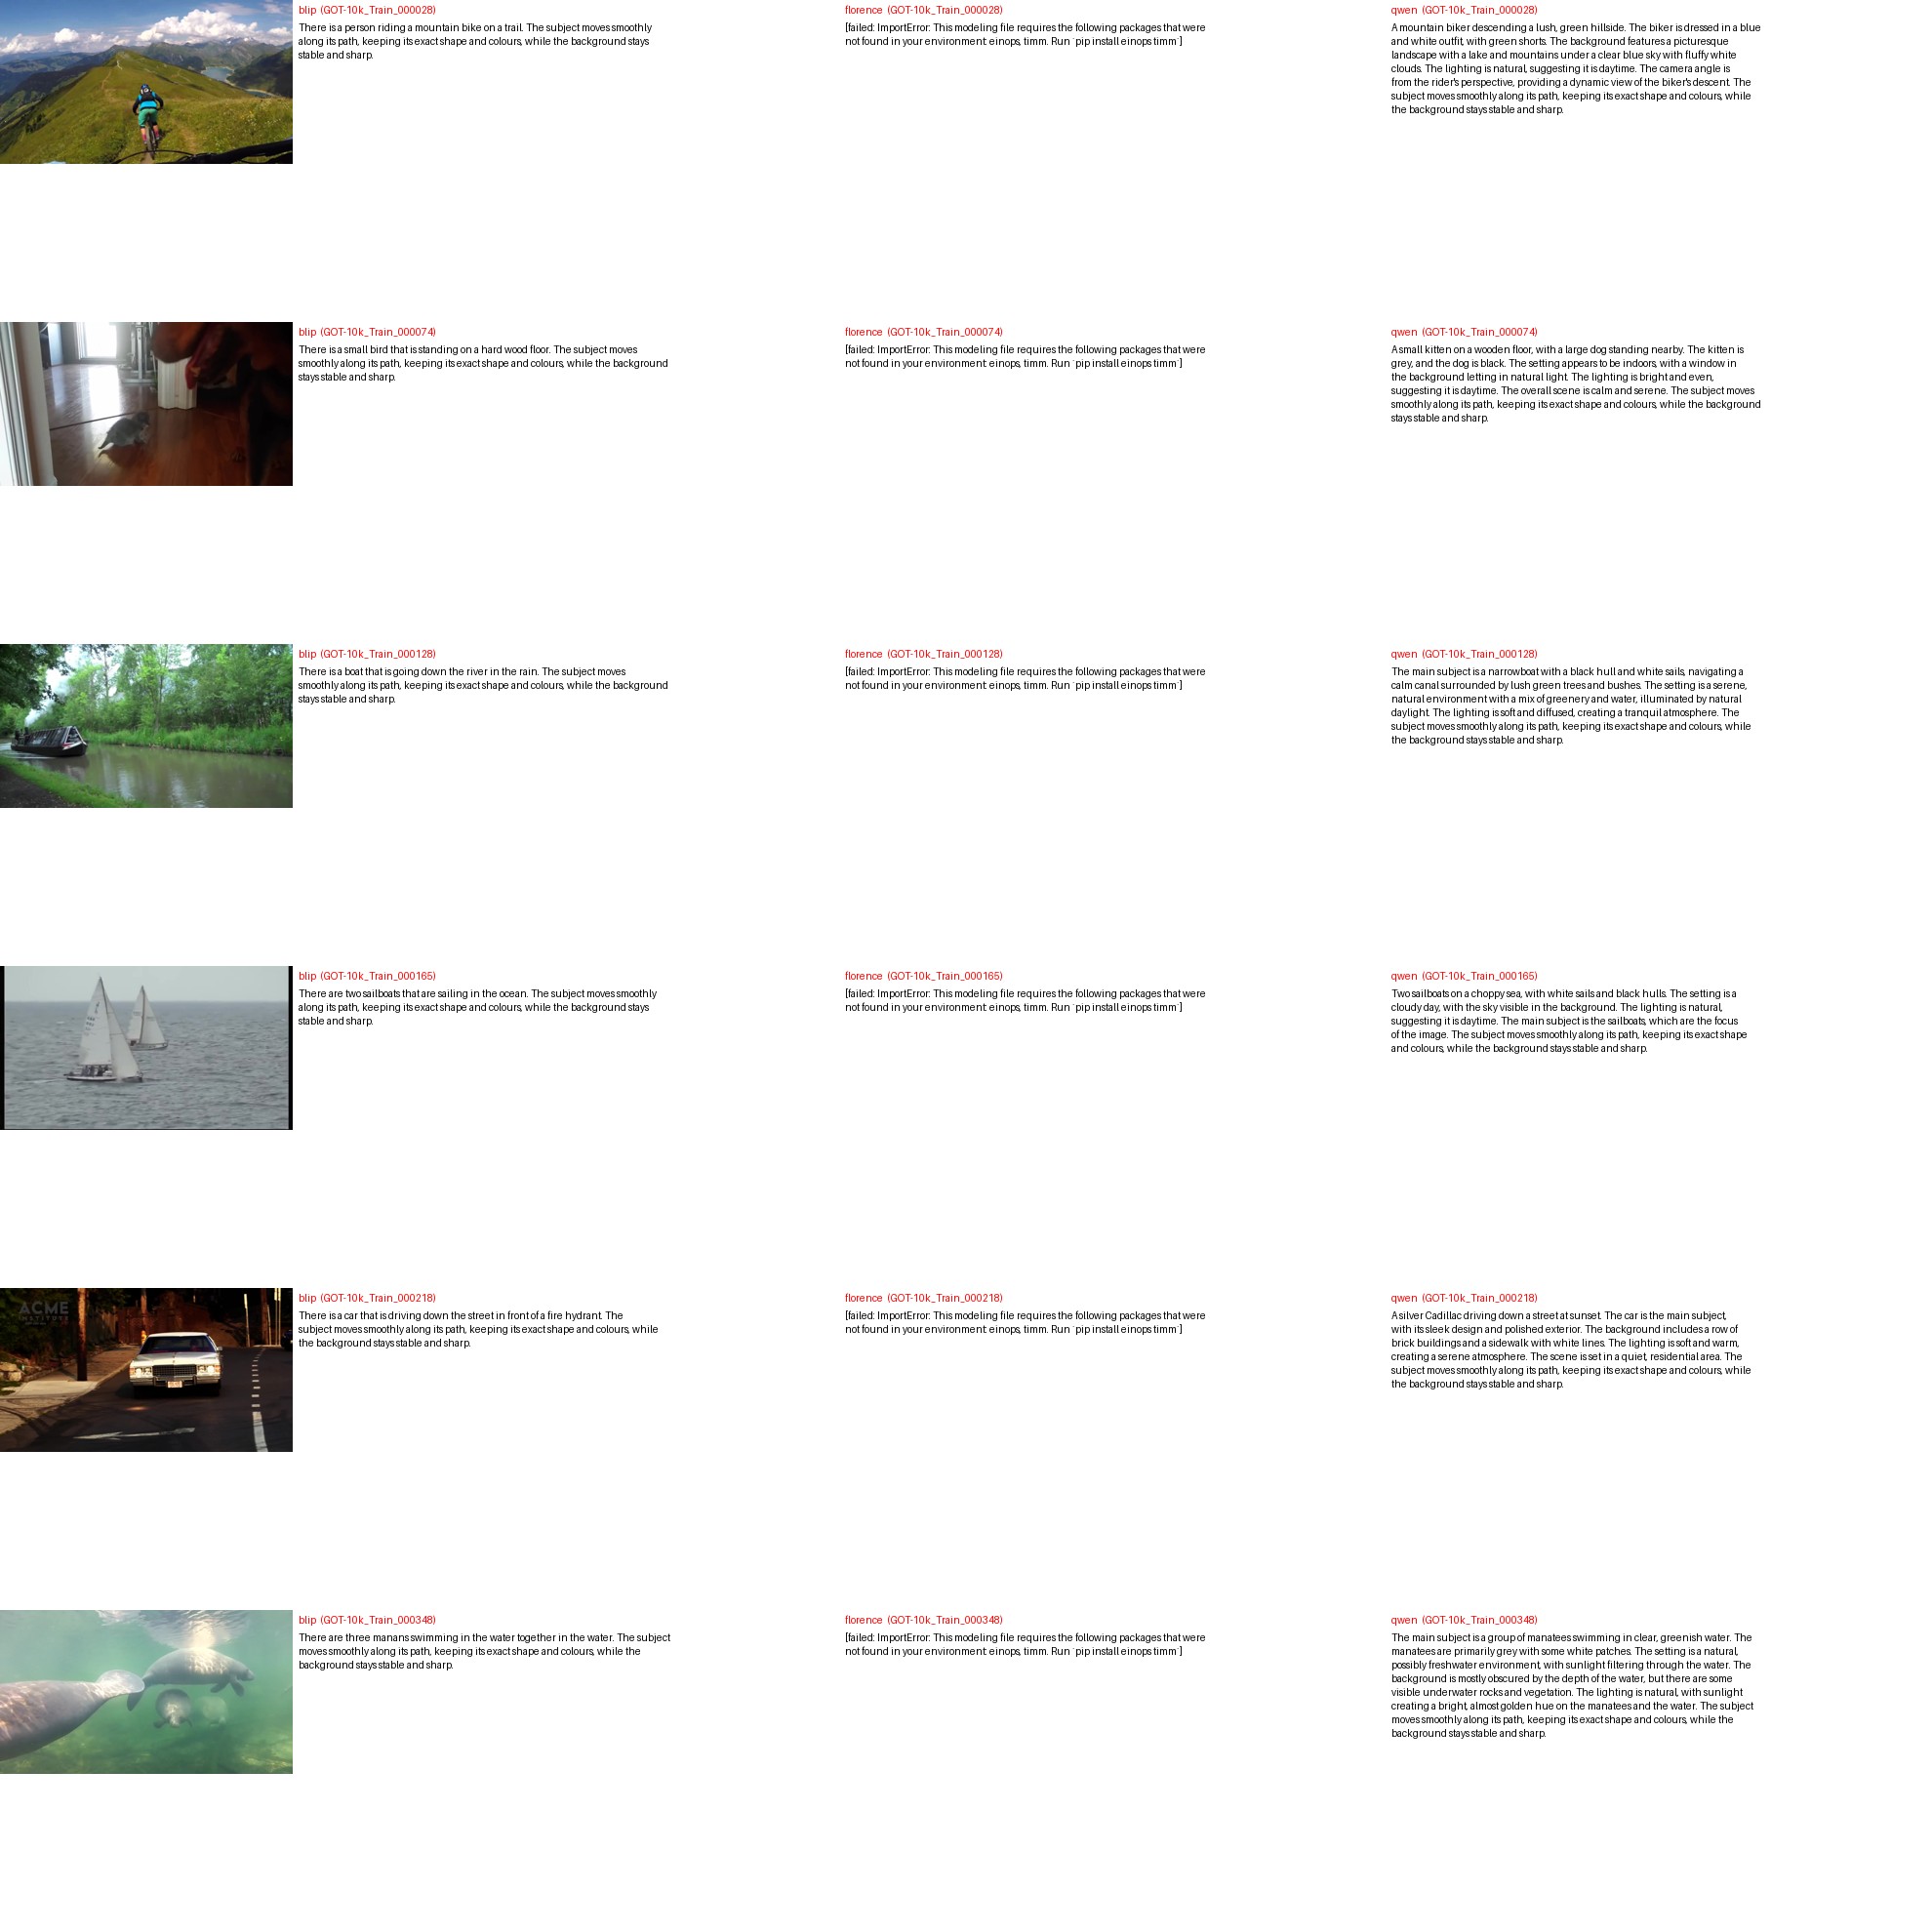 blip (GOT-10k_Train_000028)
There is a person riding a mountain bike on a trail. The subject moves smoothly
along its path, keeping its exact shape and colours, while the background stays
stable and sharp.
florence (GOT-10k_Train_000028)
[failed: ImportError: This modeling file requires the following packages that were
not found in your environment: einops, timm. Run `pip install einops timm`]
qwen (GOT-10k_Train_000028)
A mountain biker descending a lush, green hillside. The biker is dressed in a blue
and white outfit, with green shorts. The background features a picturesque
landscape with a lake and mountains under a clear blue sky with fluffy white
clouds. The lighting is natural, suggesting it is daytime. The camera angle is
from the rider's perspective, providing a dynamic view of the biker's descent. The
subject moves smoothly along its path, keeping its exact shape and colours, while
the background stays stable and sharp.
blip (GOT-10k_Train_000074)
There is a small bird that is standing on a hard wood floor. The subject moves
smoothly along its path, keeping its exact shape and colours, while the background
stays stable and sharp.
florence (GOT-10k_Train_000074)
[failed: ImportError: This modeling file requires the following packages that were
not found in your environment: einops, timm. Run `pip install einops timm`]
qwen (GOT-10k_Train_000074)
A small kitten on a wooden floor, with a large dog standing nearby. The kitten is
grey, and the dog is black. The setting appears to be indoors, with a window in
the background letting in natural light. The lighting is bright and even,
suggesting it is daytime. The overall scene is calm and serene. The subject moves
smoothly along its path, keeping its exact shape and colours, while the background
stays stable and sharp.
blip (GOT-10k_Train_000128)
There is a boat that is going down the river in the rain. The subject moves
smoothly along its path, keeping its exact shape and colours, while the background
stays stable and sharp.
florence (GOT-10k_Train_000128)
[failed: ImportError: This modeling file requires the following packages that were
not found in your environment: einops, timm. Run `pip install einops timm`]
qwen (GOT-10k_Train_000128)
The main subject is a narrowboat with a black hull and white sails, navigating a
calm canal surrounded by lush green trees and bushes. The setting is a serene,
natural environment with a mix of greenery and water, illuminated by natural
daylight. The lighting is soft and diffused, creating a tranquil atmosphere. The
subject moves smoothly along its path, keeping its exact shape and colours, while
the background stays stable and sharp.
blip (GOT-10k_Train_000165)
There are two sailboats that are sailing in the ocean. The subject moves smoothly
along its path, keeping its exact shape and colours, while the background stays
stable and sharp.
florence (GOT-10k_Train_000165)
[failed: ImportError: This modeling file requires the following packages that were
not found in your environment: einops, timm. Run `pip install einops timm`]
qwen (GOT-10k_Train_000165)
Two sailboats on a choppy sea, with white sails and black hulls. The setting is a
cloudy day, with the sky visible in the background. The lighting is natural,
suggesting it is daytime. The main subject is the sailboats, which are the focus
of the image. The subject moves smoothly along its path, keeping its exact shape
and colours, while the background stays stable and sharp.
ACME
blip (GOT-10k_Train_000218)
There is a car that is driving down the street in front of a fire hydrant. The
subject moves smoothly along its path, keeping its exact shape and colours, while
the background stays stable and sharp.
florence (GOT-10k_Train_000218)
[failed: ImportError: This modeling file requires the following packages that were
not found in your environment: einops, timm. Run `pip install einops timm`]
qwen (GOT-10k_Train_000218)
A silver Cadillac driving down a street at sunset. The car is the main subject,
with its sleek design and polished exterior. The background includes a row of
brick buildings and a sidewalk with white lines. The lighting is soft and warm,
creating a serene atmosphere. The scene is set in a quiet, residential area. The
subject moves smoothly along its path, keeping its exact shape and colours, while
the background stays stable and sharp.
blip (GOT-10k_Train_000348)
There are three manans swimming in the water together in the water. The subject
moves smoothly along its path, keeping its exact shape and colours, while the
background stays stable and sharp.
florence (GOT-10k_Train_000348)
[failed: ImportError: This modeling file requires the following packages that were
not found in your environment: einops, timm. Run `pip install einops timm`]
qwen (GOT-10k_Train_000348)
The main subject is a group of manatees swimming in clear, greenish water. The
manatees are primarily grey with some white patches. The setting is a natural,
possibly freshwater environment, with sunlight filtering through the water. The
background is mostly obscured by the depth of the water, but there are some
visible underwater rocks and vegetation. The lighting is natural, with sunlight
creating a bright, almost golden hue on the manatees and the water. The subject
moves smoothly along its path, keeping its exact shape and colours, while the
background stays stable and sharp.